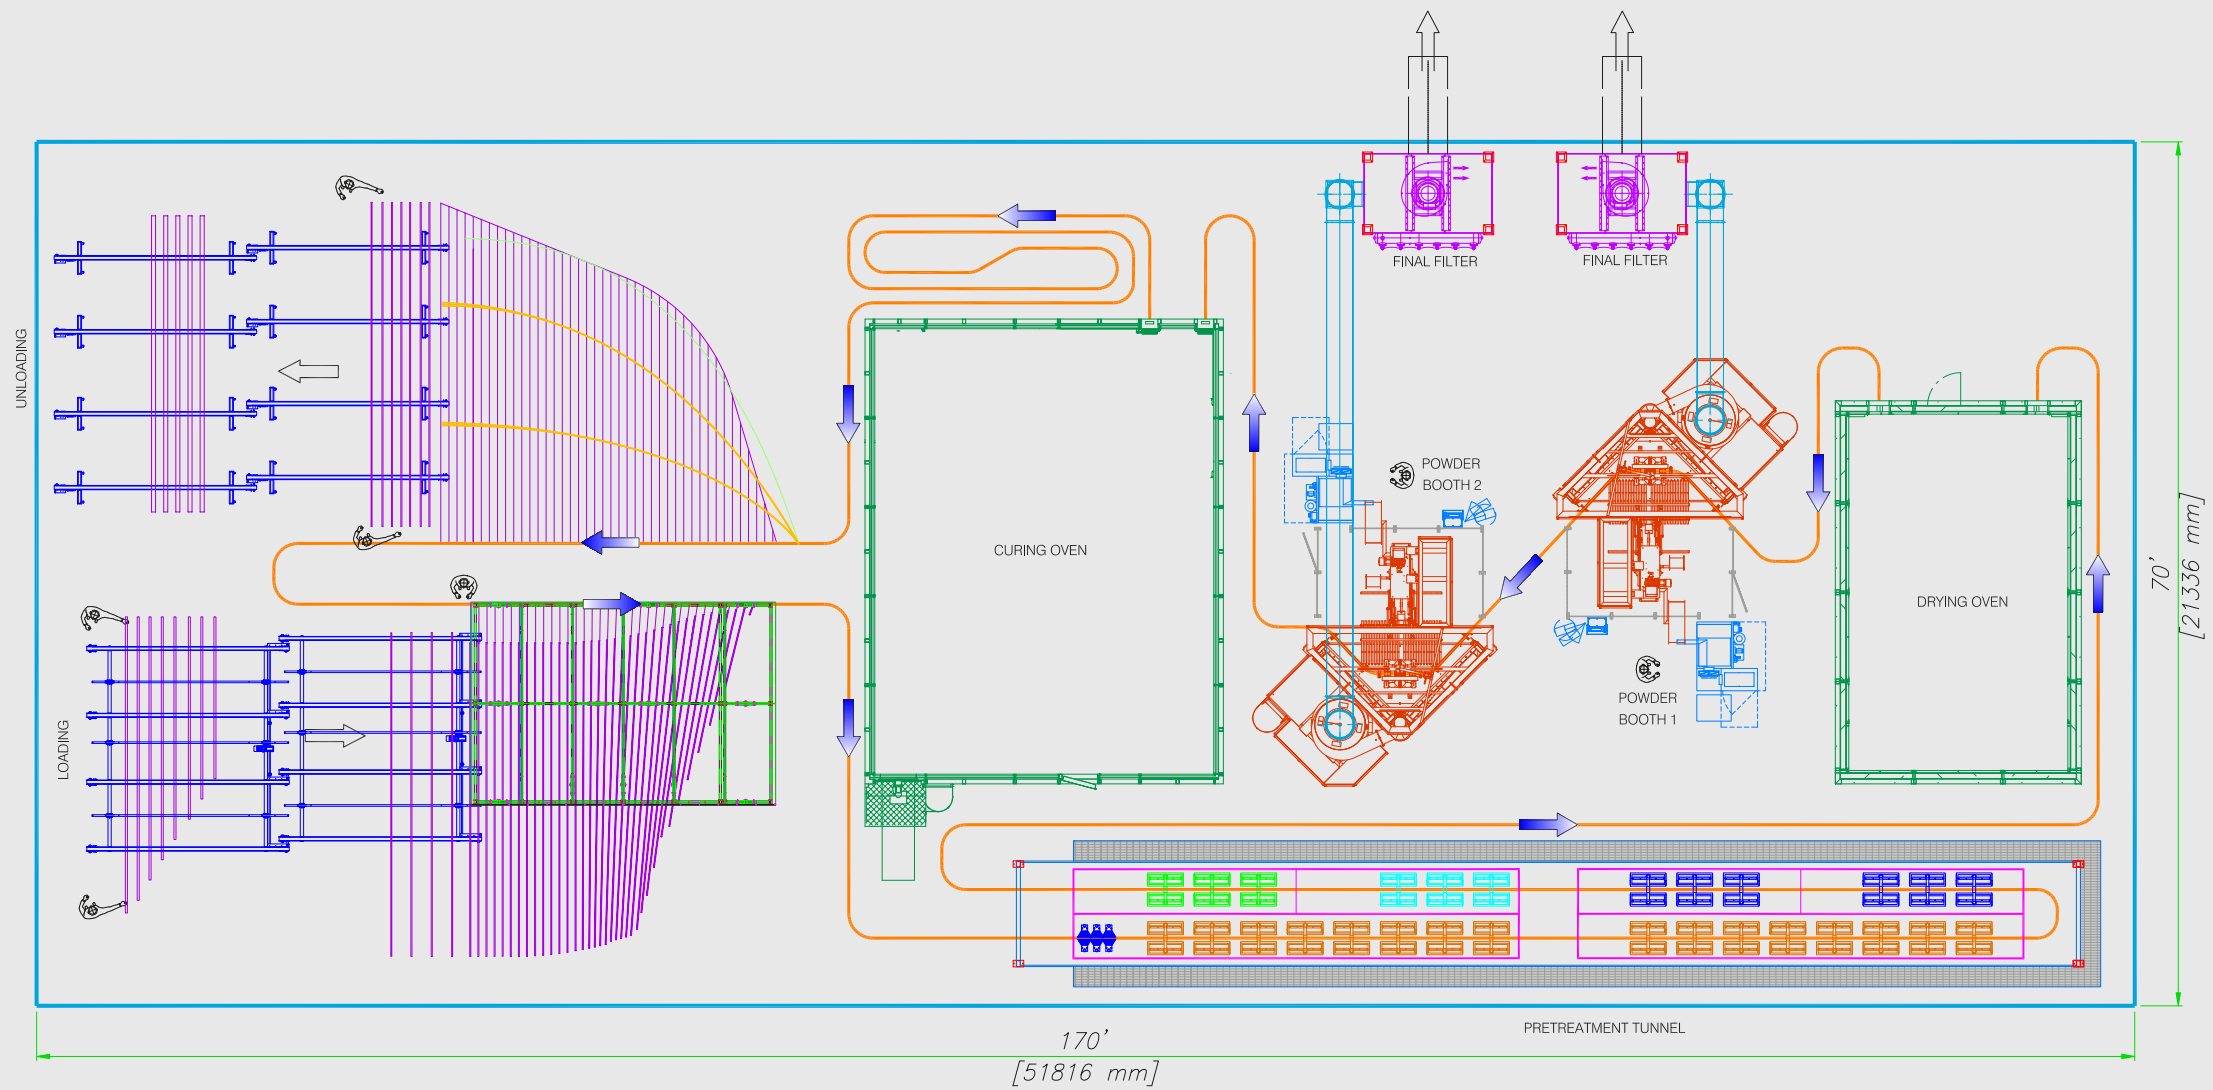 FINAL FILTER
FINAL FILTER
UNLOADING
POWDER
BOOTH 2
CURING OVEN
DRYING OVEN
70'
[21336 mm]
POWDER
BOOTH 1
LOADING
PRETREATMENT TUNNEL
170'
[51816 mm]